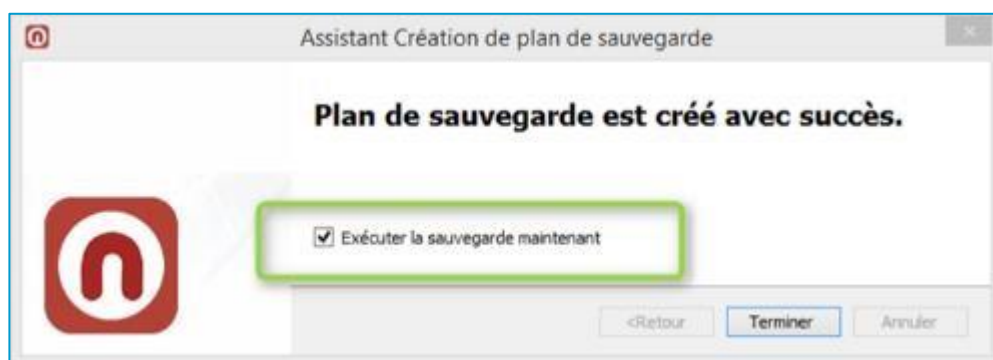 Assistant Création de plan de sauvegarde
Plan de sauvegarde est créé avec succès.
Exécuter la sauvegarde maintenant
<Retour Terminer Annuler